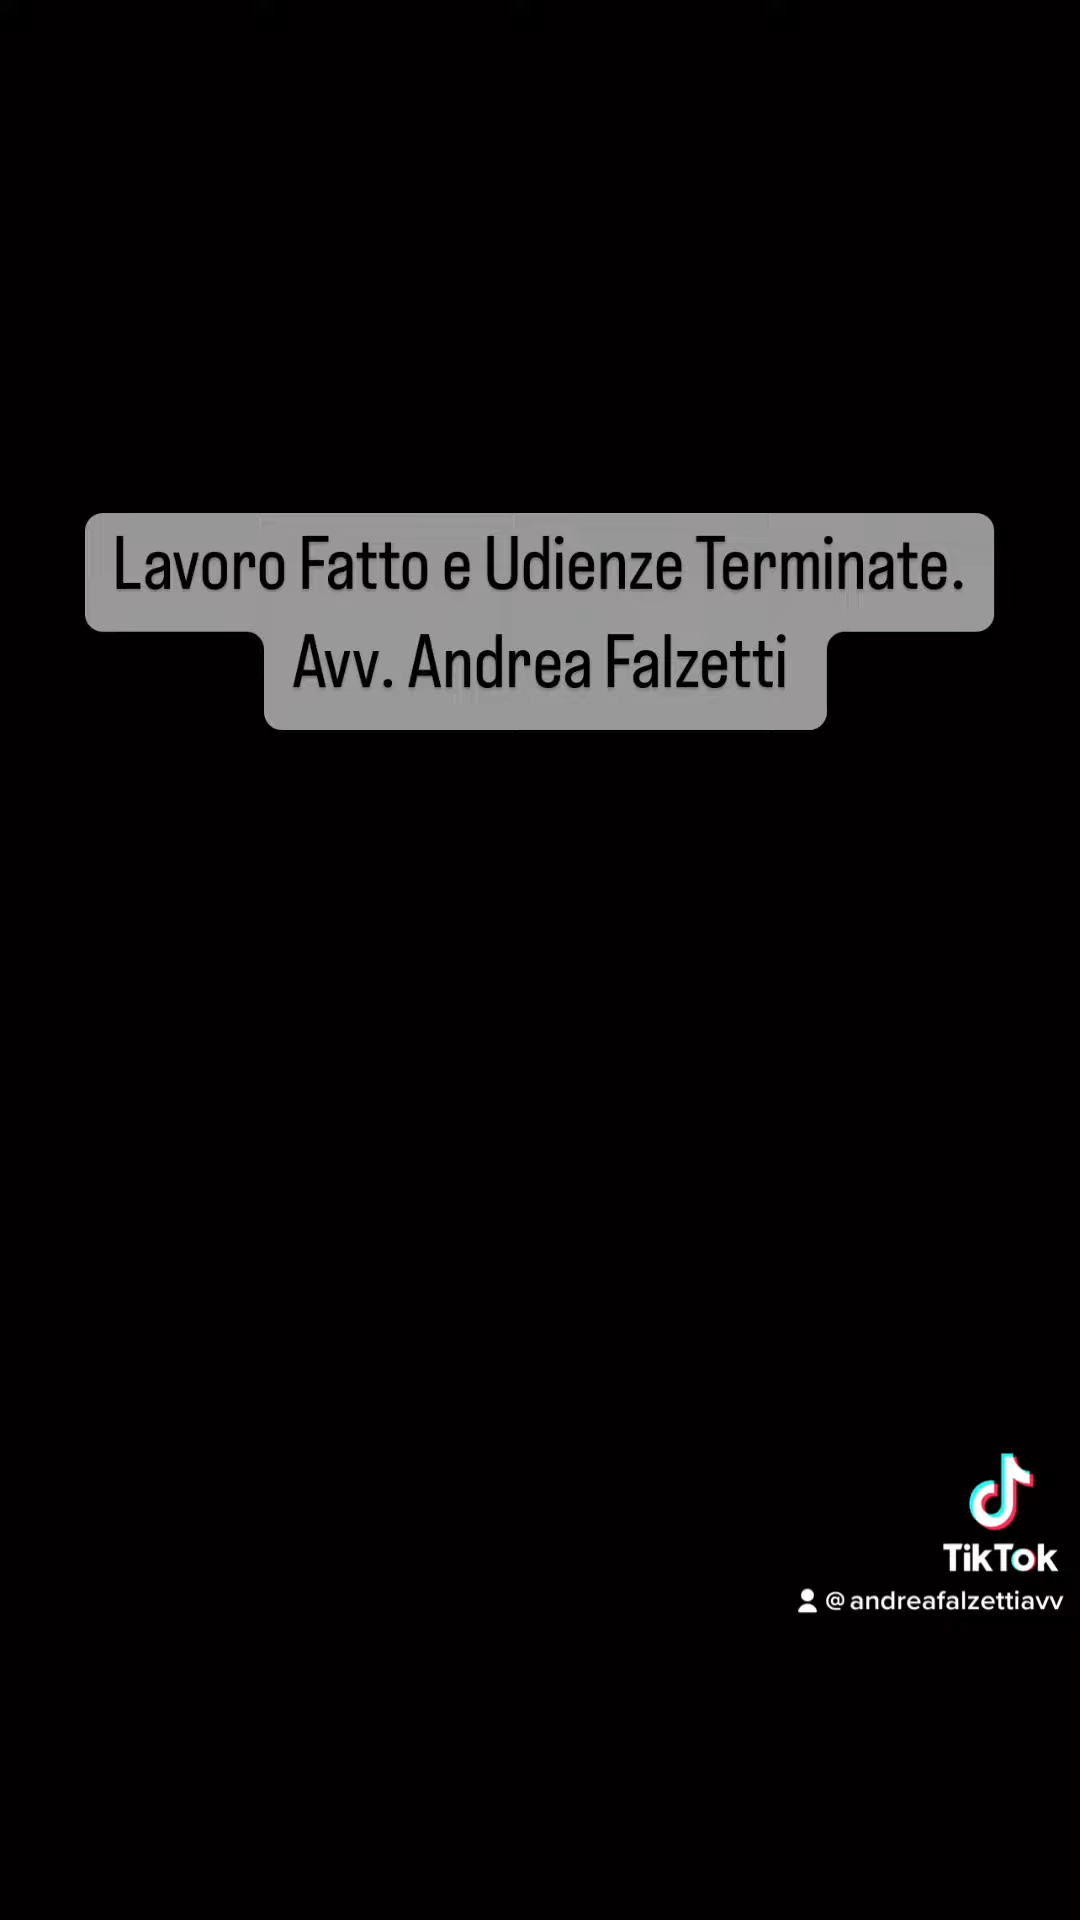 Lavoro Fatto e Udienze Terminate.
Avv. Andrea Falzetti
TikTok
@andreafalzettiavv